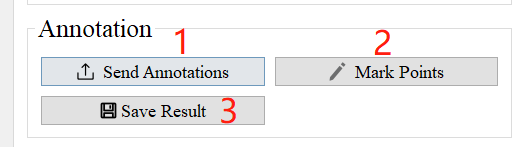 Annotation
1 2
Send Annotations Mark Points
Save Result 3